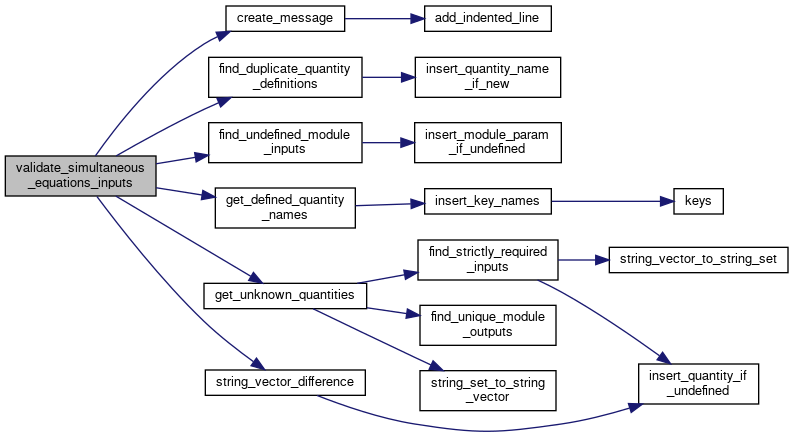 create_message
add_indented_line
find_duplicate_quantity
_definitions
insert_quantity_name
_if_new
find_undefined_module
_inputs
insert_module_param
_if_undefined
validate_simultaneous
_equations_inputs
get_defined_quantity
_names
insert_key_names
keys
find_strictly_required
_inputs
string_vector_to_string_set
get_unknown_quantities
find_unique_module
_outputs
string_vector_difference
string_set_to_string
_vector
insert_quantity_if
_undefined